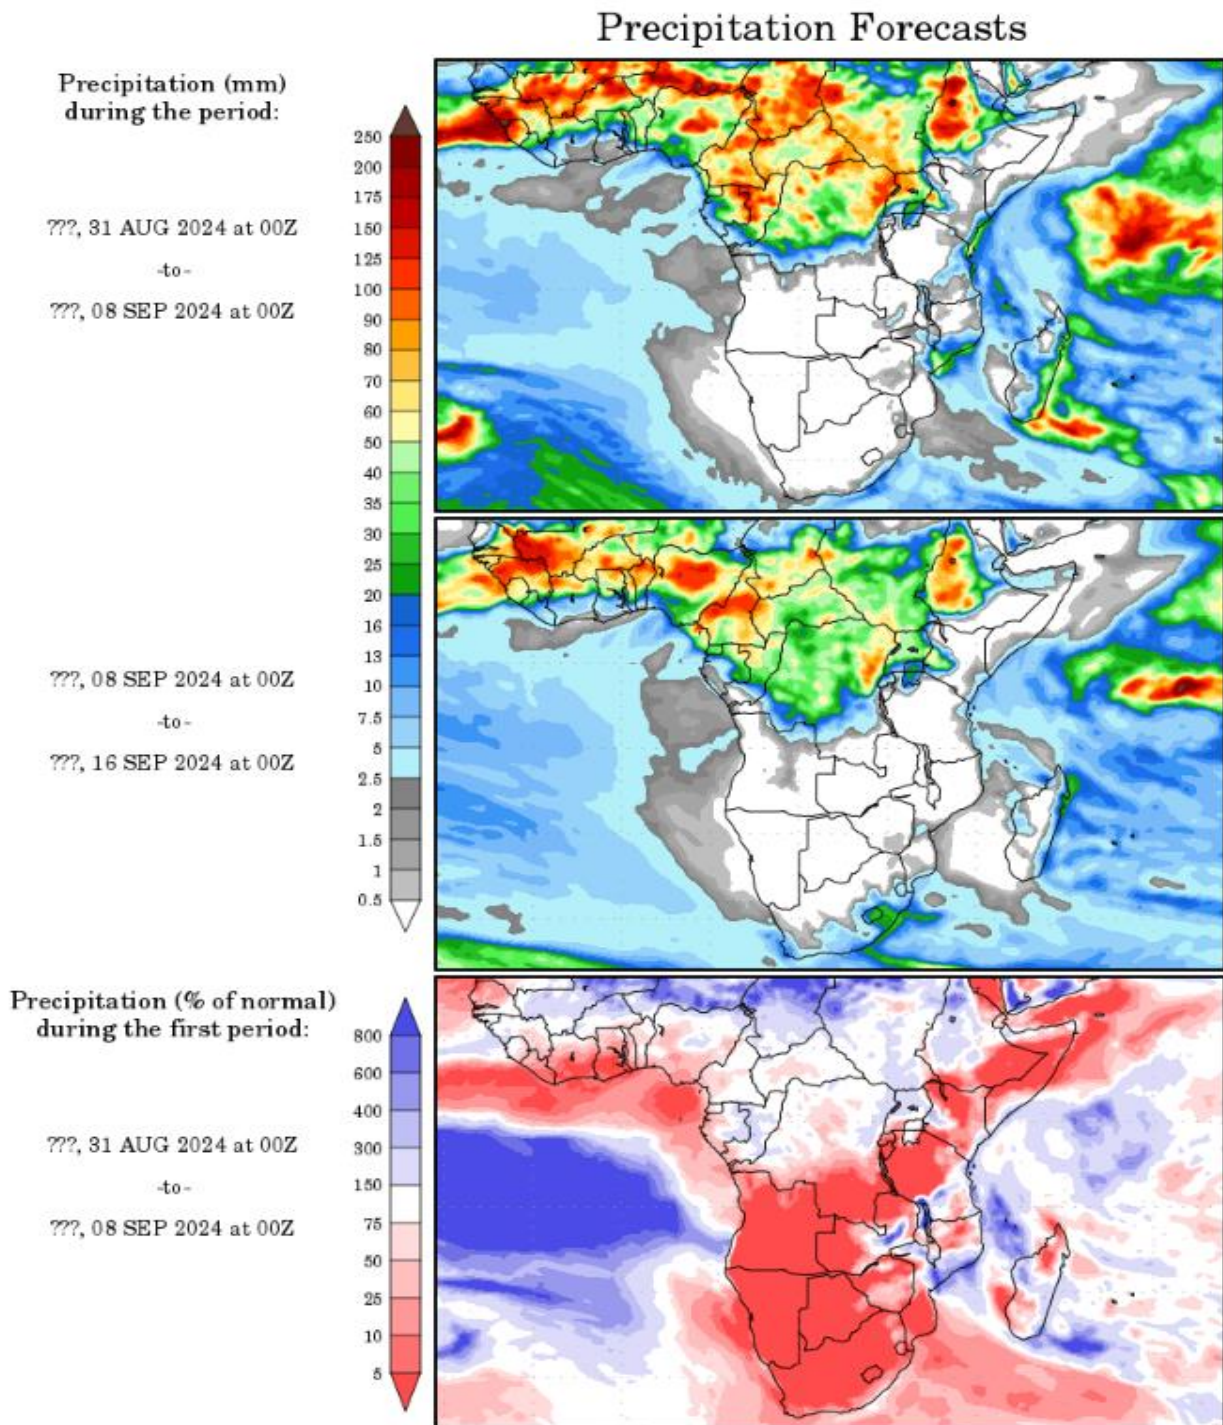 Precipitation Forecasts
Precipitation (mm)
during the period:
???, 31 AUG 2024 at 00Z
-to-
???, 08 SEP 2024 at 00Z
250
200
175
150
125
100
90
80
70
60
50
40
35
30
25
20
16
13
10
7.5
5
2.5
2
1.5
1
0.5
???, 08 SEP 2024 at 00Z
-to-
???, 16 SEP 2024 at 00Z
Precipitation (% of normal)
during the first period:
???, 31 AUG 2024 at 00Z
-to-
???, 08 SEP 2024 at 00Z
800
600
400
300
150
75
50
25
10
5